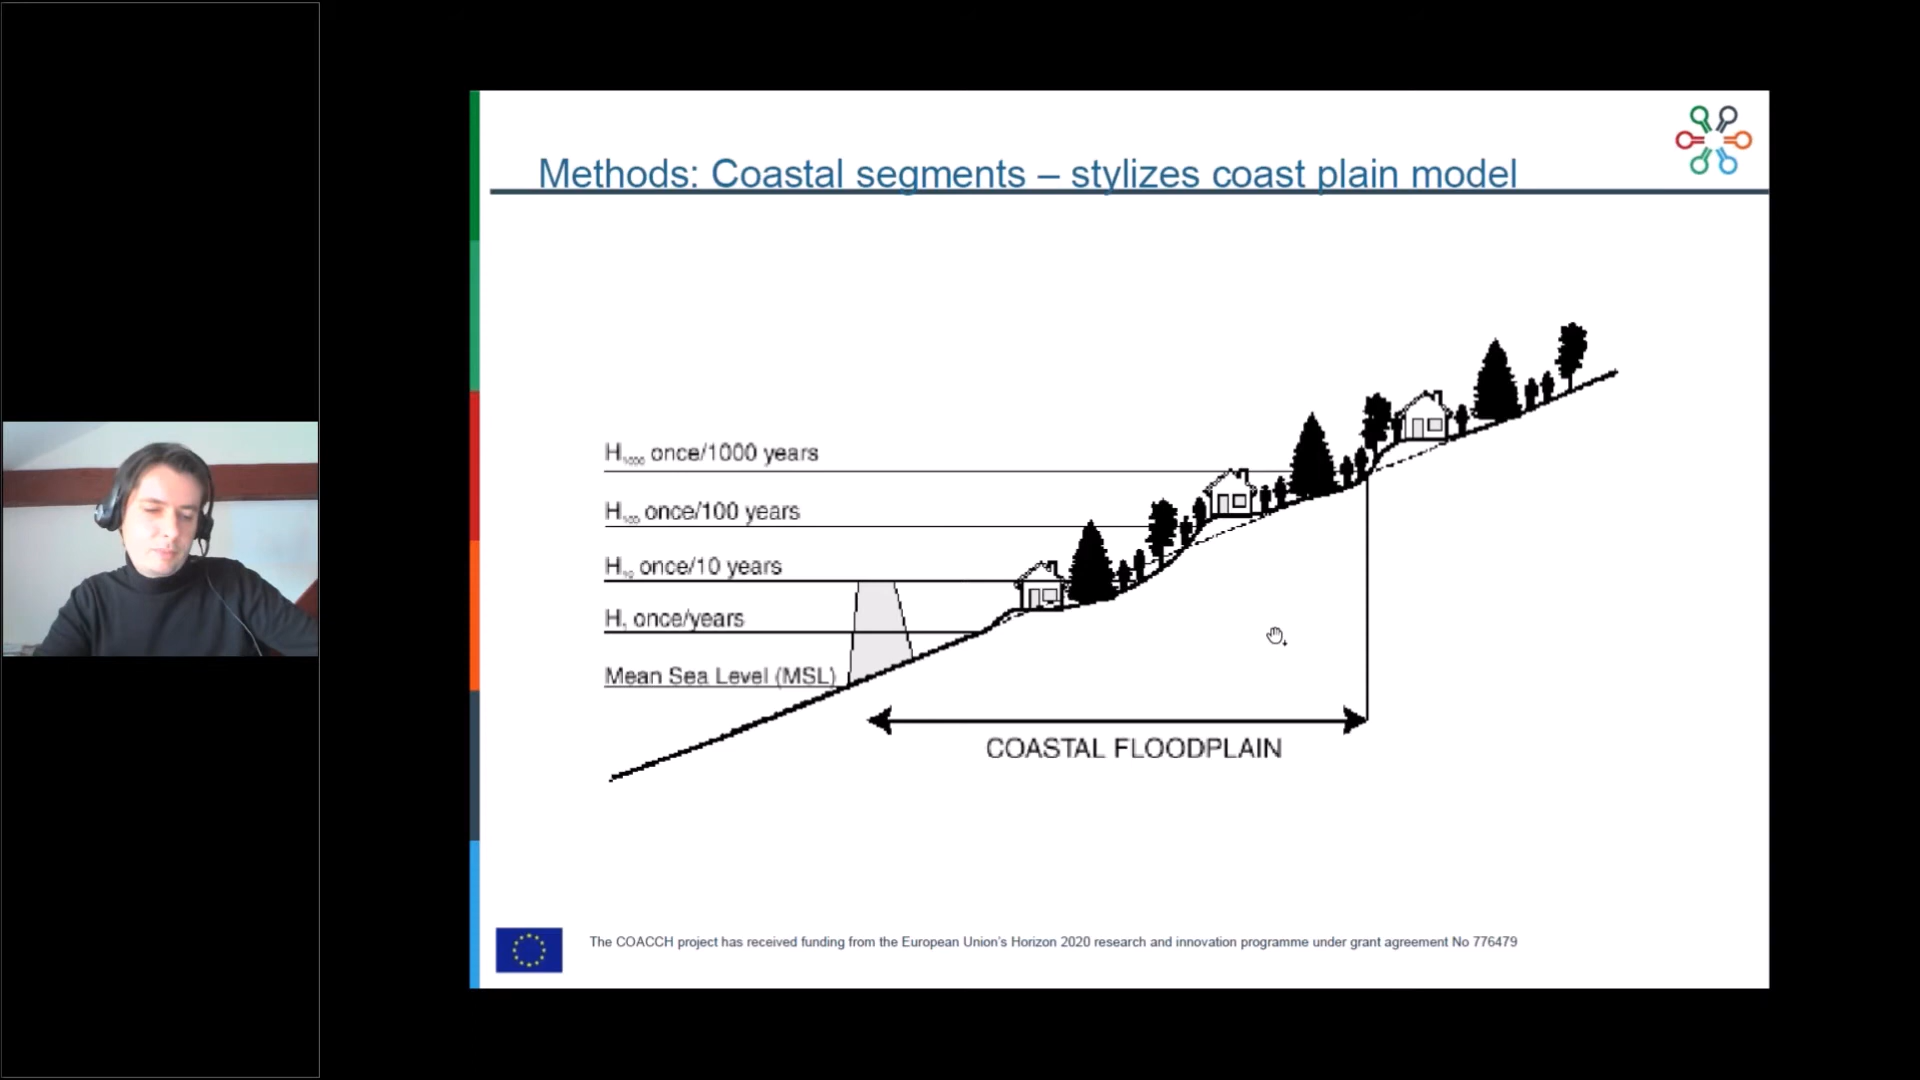 Methods: Coastal segments – stylizes coast plain model
H1000 once/1000 years
H100 once/100 years
H10 once/10 years
H1 once/years
Mean Sea Level (MSL)
COASTAL FLOODPLAIN
The COACCH project has received funding from the European Union's Horizon 2020 research and innovation programme under grant agreement No 776479